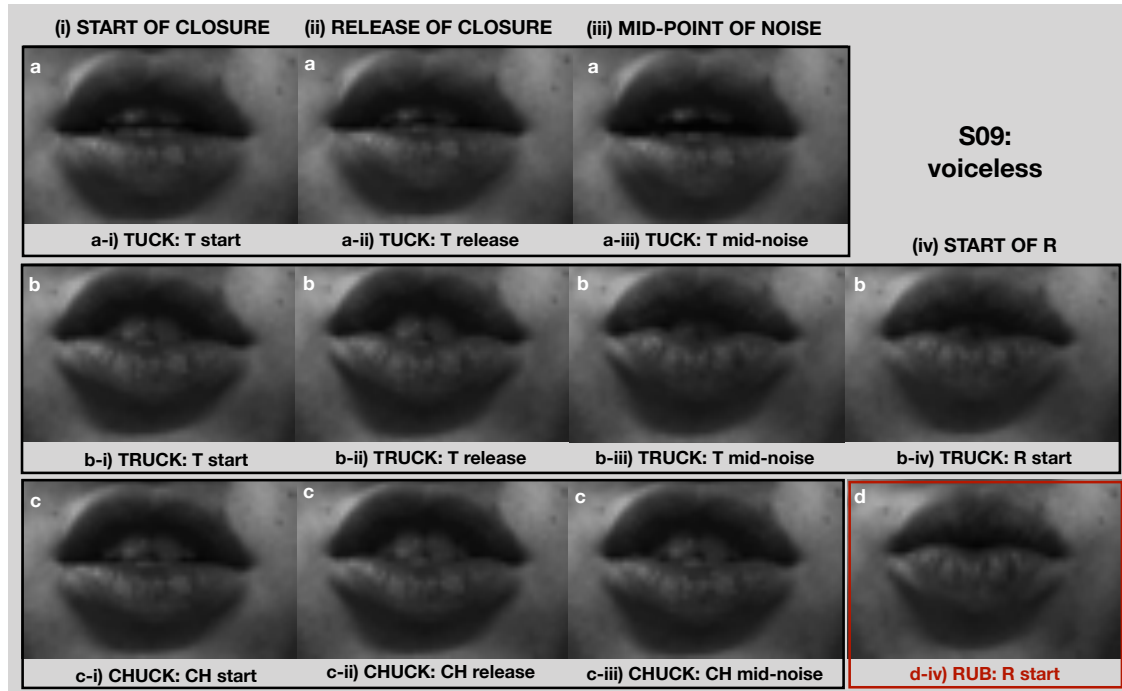 (i) START OF CLOSURE (ii) RELEASE OF CLOSURE (iii) MID-POINT OF NOISE
a a a
S09:
voiceless
a-i) TUCK: T start a-ii) TUCK: T release a-iii) TUCK: T mid-noise
(iv) START OF R
b b b b
b-i) TRUCK: T start b-ii) TRUCK: T release b-iii) TRUCK: T mid-noise b-iv) TRUCK: R start
c c c d
c-i) CHUCK: CH start c-ii) CHUCK: CH release c-iii) CHUCK: CH mid-noise d-iv) RUB: R start